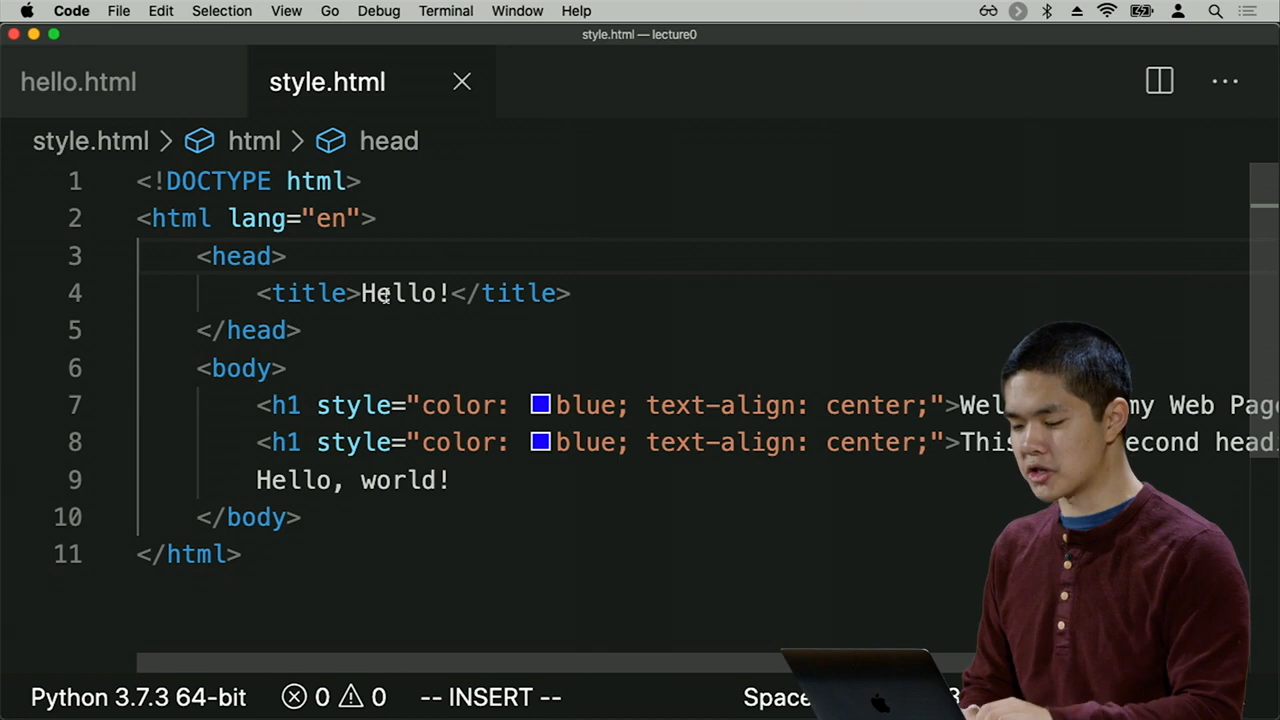 Code File Edit Selection View Go Debug Terminal Window Help
style.html — lecture0
hello.html style.html
style.html > html > head
1 <!DOCTYPE html>
2 <html lang="en">
3 <head>
4 <title>Hello!</title>
5 </head>
6 <body>
7 <h1 style="color: blue; text-align: center;">Wel my Web Pag
8 <h1 style="color: blue; text-align: center;">This econd head
9 Hello, world!
10 </body>
11 </html>
Python 3.7.3 64-bit 0 0 -- INSERT -- Space